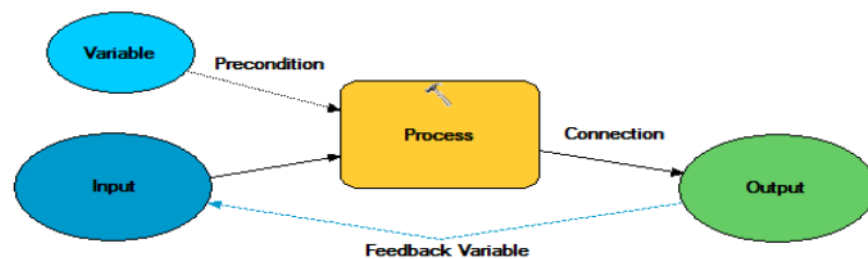 Variable
Precondition
Process
Connection
Input
Output
Feedback Variable